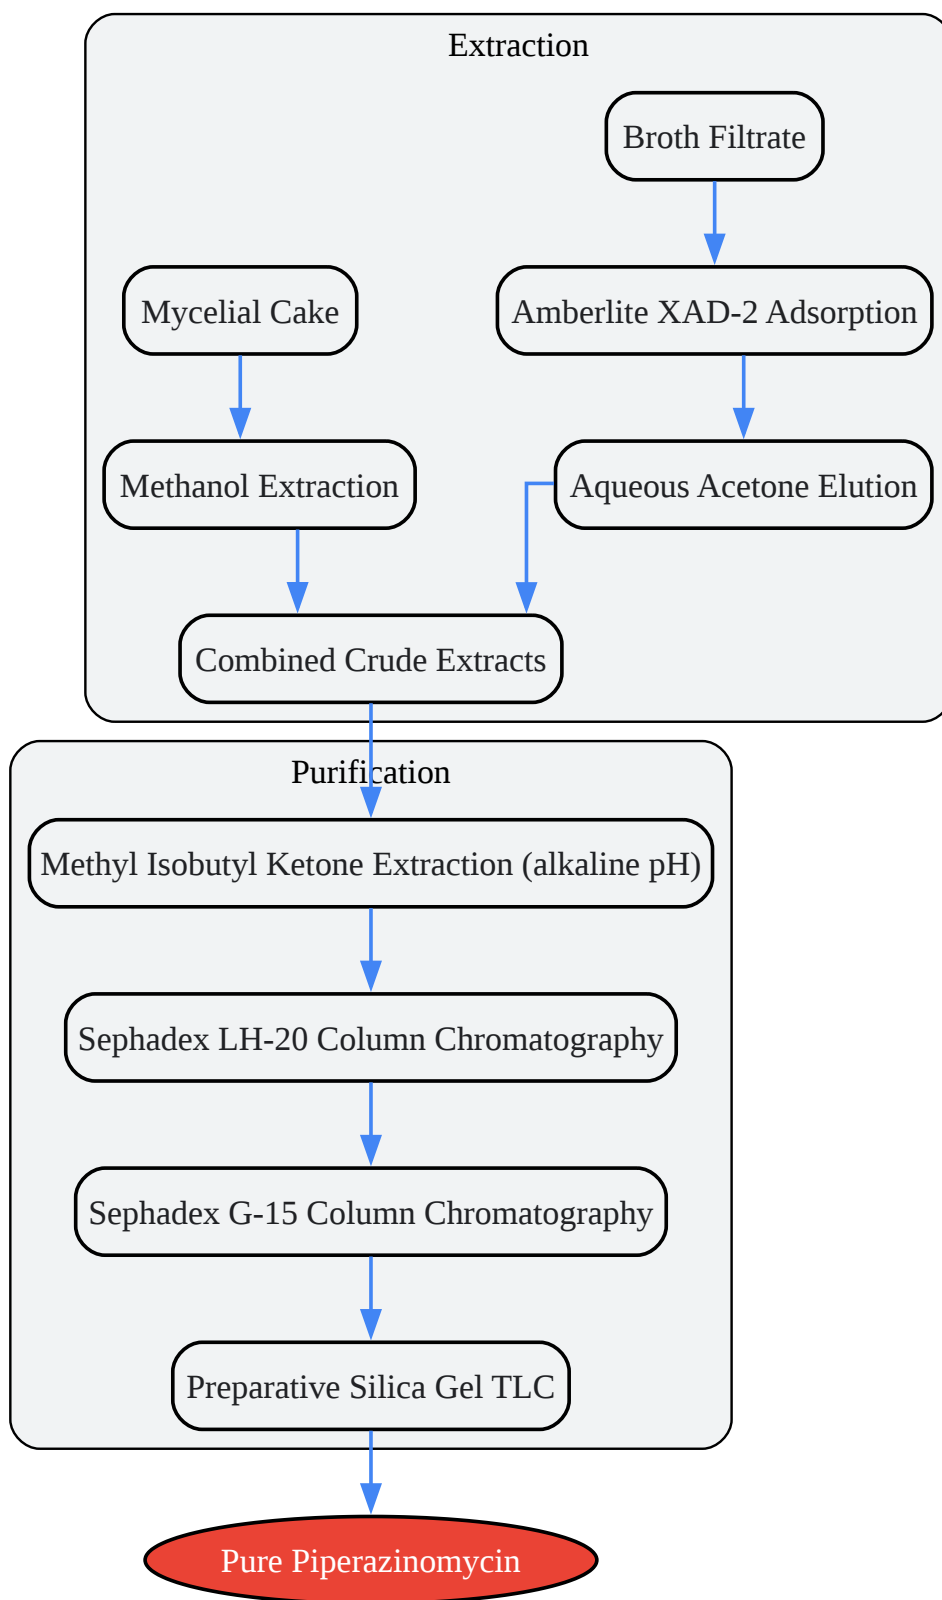 Extraction
Broth Filtrate
Mycelial Cake
Amberlite XAD-2 Adsorption
Methanol Extraction
Aqueous Acetone Elution
Combined Crude Extracts
Purification
Methyl Isobutyl Ketone Extraction (alkaline pH)
Sephadex LH-20 Column Chromatography
Sephadex G-15 Column Chromatography
Preparative Silica Gel TLC
Pure Piperazinomycin